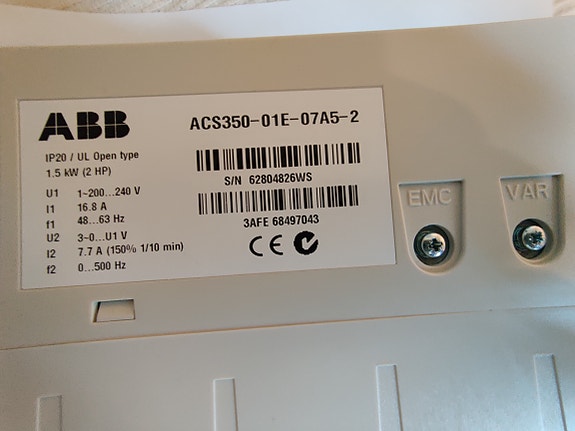 ABB
ACS350-01E-07A5-2
IP20 / UL Open type
1.5 kW (2 HP)
U1 1~200...240 V
I1 16.8 A
f1 48...63 Hz
U2 3~0...U1 V
I2 7.7 A (150% 1/10 min)
f2 0...500 Hz
S/N 62804826WS
3AFE 68497043
CE
EMC
VAR